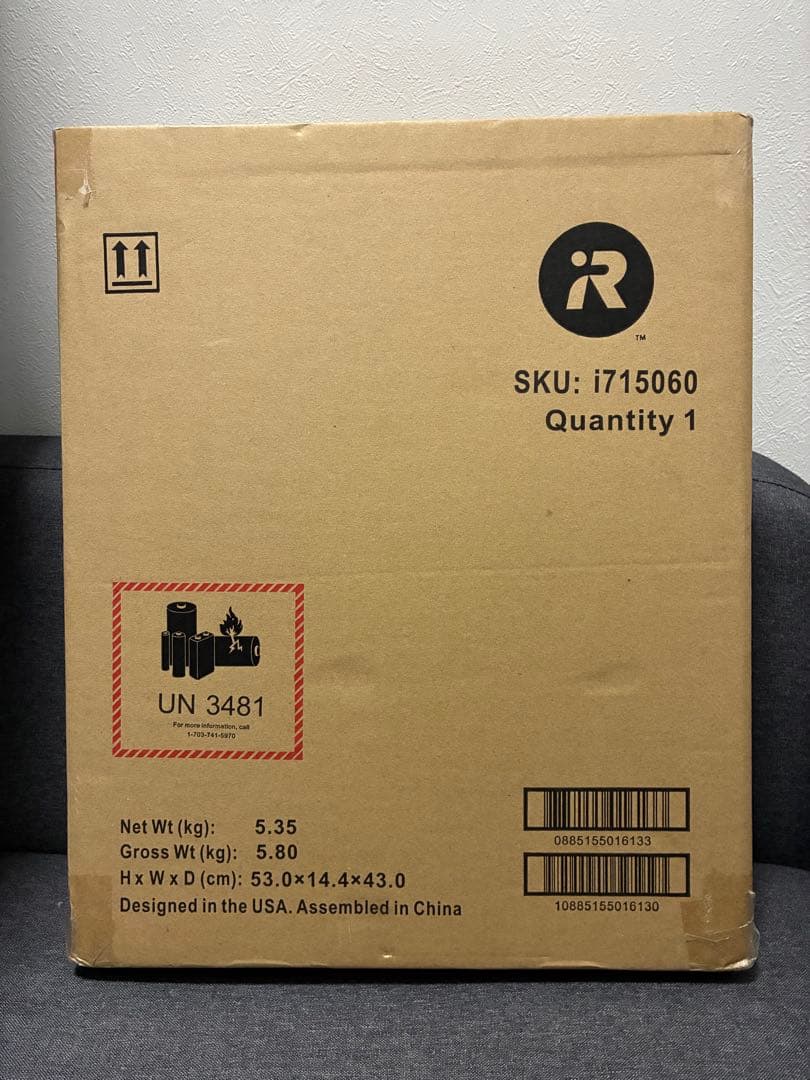 iR
TM
SKU: i715060
Quantity 1
UN 3481
For more information, call
1-703-741-5970
Net Wt (kg): 5.35
Gross Wt (kg): 5.80
H x W x D (cm): 53.0×14.4×43.0
Designed in the USA. Assembled in China
0885155016133
10885155016130